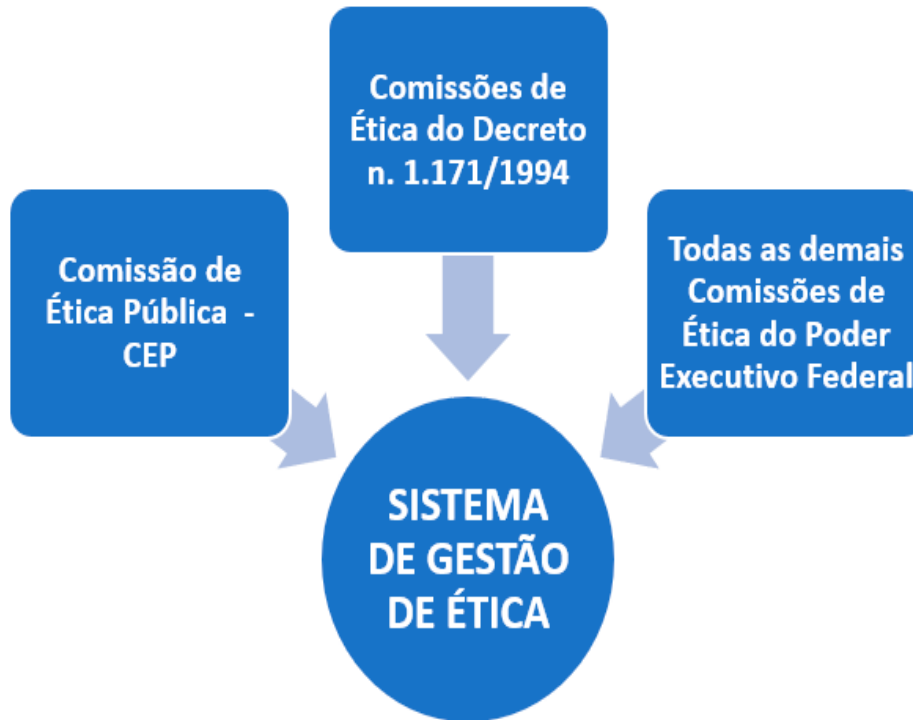 Comissões de
Ética do Decreto
n. 1.171/1994
Comissão de
Ética Pública -
CEP
Todas as demais
Comissões de
Ética do Poder
Executivo Federal
SISTEMA
DE GESTÃO
DE ÉTICA